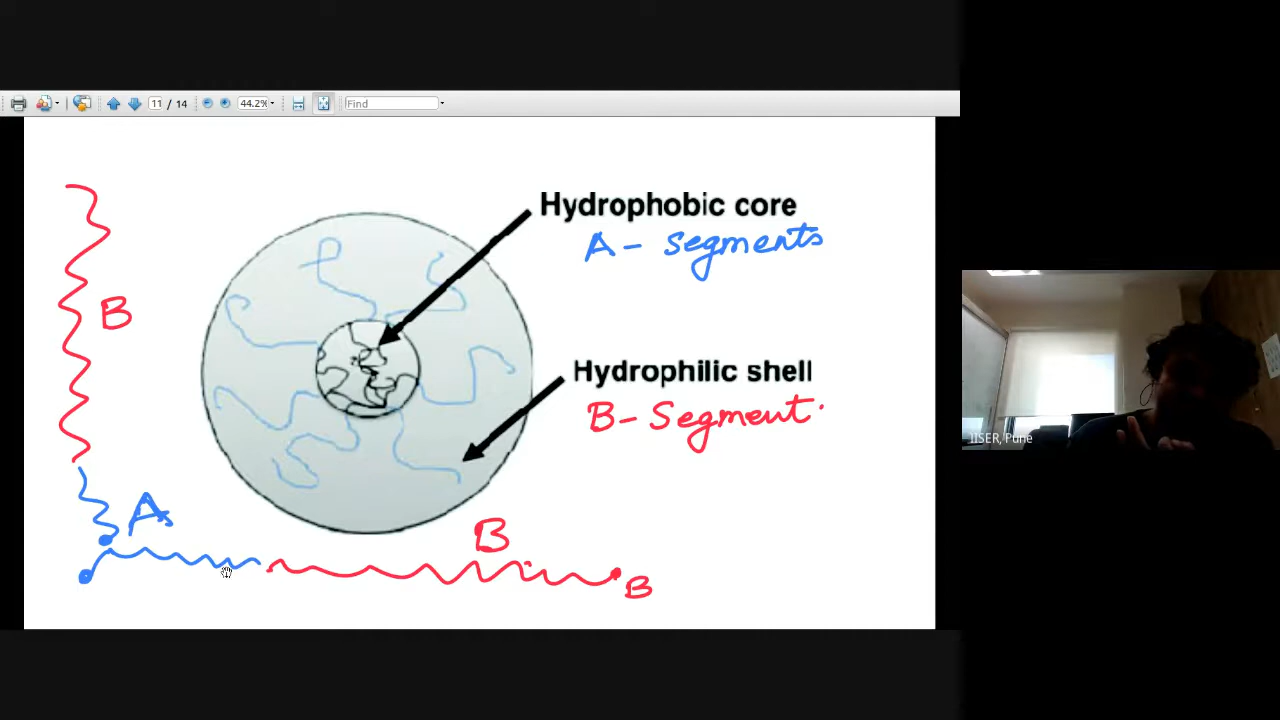 11 / 14 44.2% Find
Hydrophobic core
A - Segments
B
Hydrophilic shell
B - Segment.
IISER, Pune
A
B
B